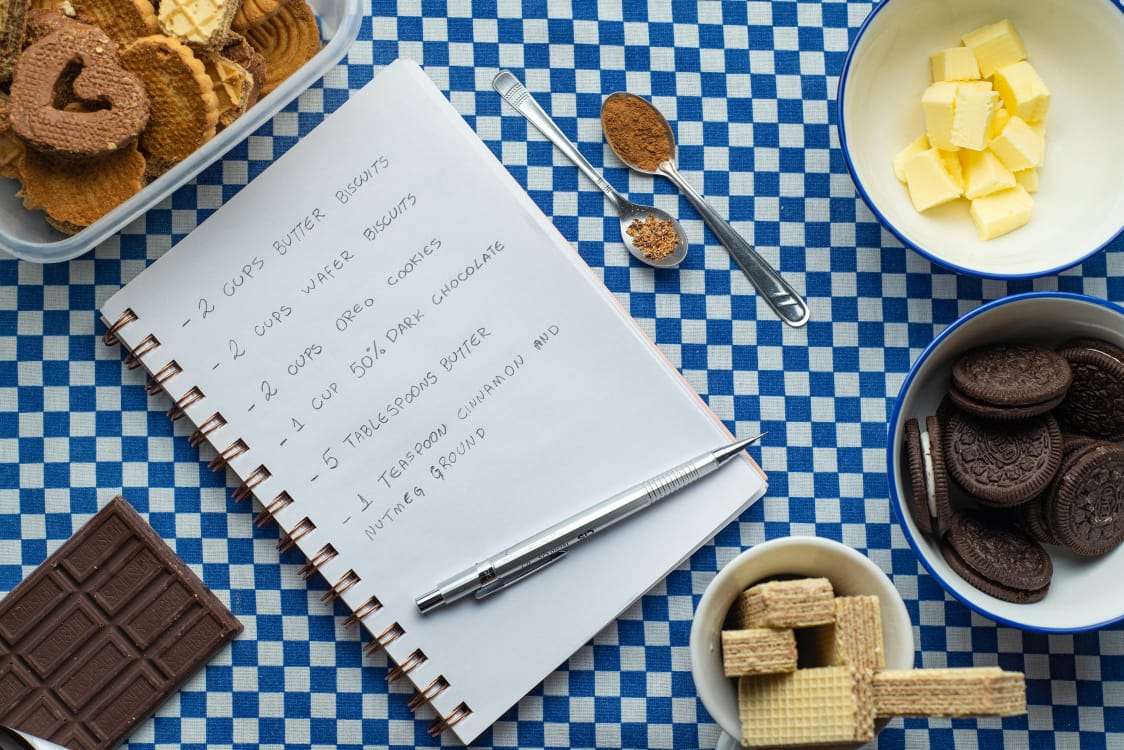 - 2 CUPS BUTTER BISCUITS
- 2 CUPS WAFER BISCUITS
- 2 CUPS OREO COOKIES
- 1 CUP 50% DARK CHOCOLATE
- 5 TABLESPOONS BUTTER
- 1 TEASPOON CINNAMON AND
NUTMEG GROUND